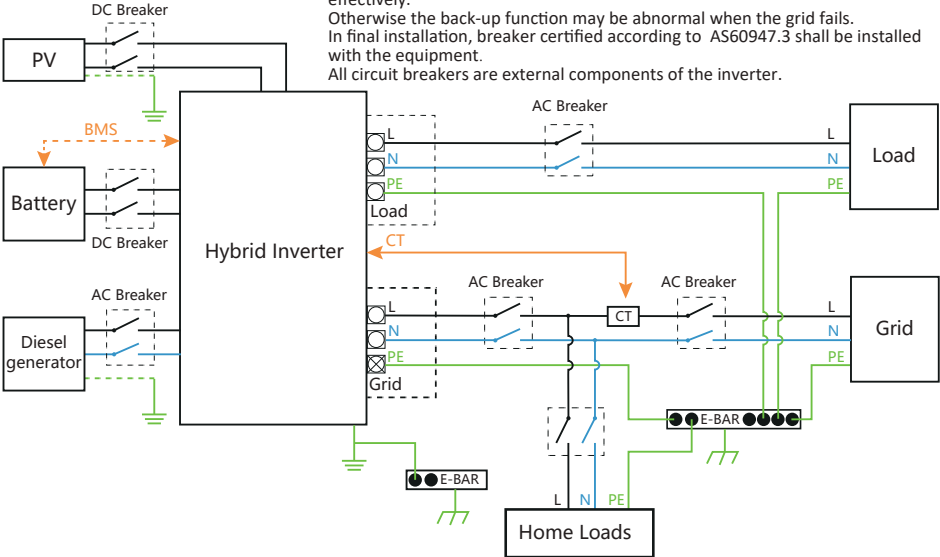 effectively.
Otherwise the back-up function may be abnormal when the grid fails.
In final installation, breaker certified according to AS60947.3 shall be installed
with the equipment.
All circuit breakers are external components of the inverter.
DC Breaker
PV
BMS
Battery
DC Breaker
AC Breaker
Diesel
generator
Hybrid Inverter
L
N
PE
Load
AC Breaker
L
N
PE
Load
CT
L
N
PE
Grid
AC Breaker
CT
AC Breaker
L
N
PE
Grid
E-BAR
E-BAR
L N PE
Home Loads